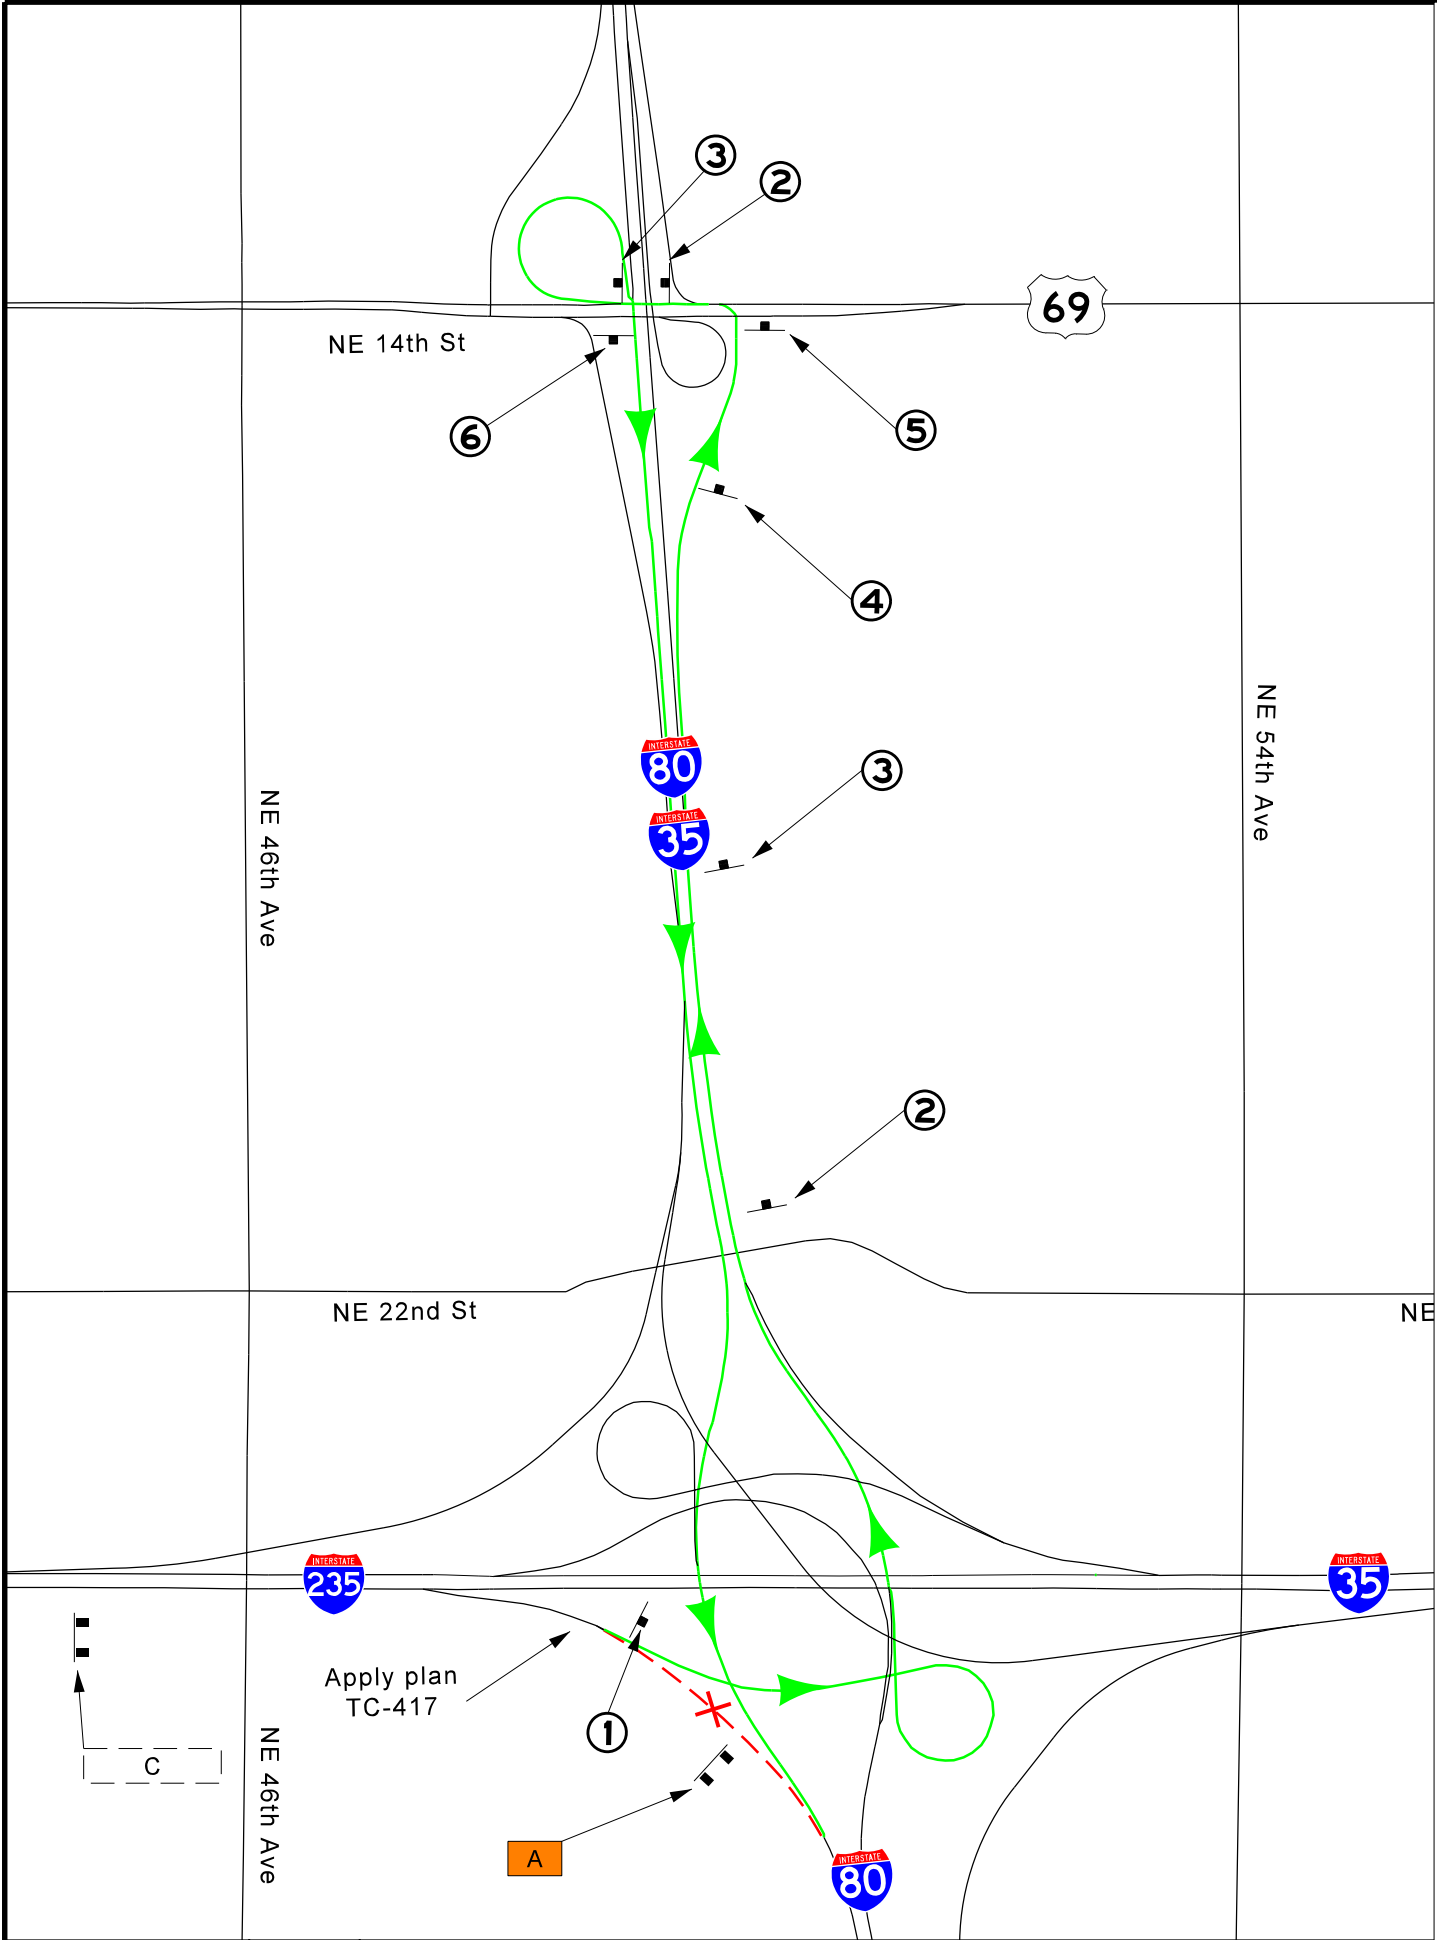 3
2
69
NE 14th St
6
5
4
NE 54th Ave
INTERSTATE
80
3
INTERSTATE
35
NE 46th Ave
2
NE 22nd St
NE
INTERSTATE
235
INTERSTATE
35
Apply plan
TC-417
1
C
NE 46th Ave
A
INTERSTATE
80